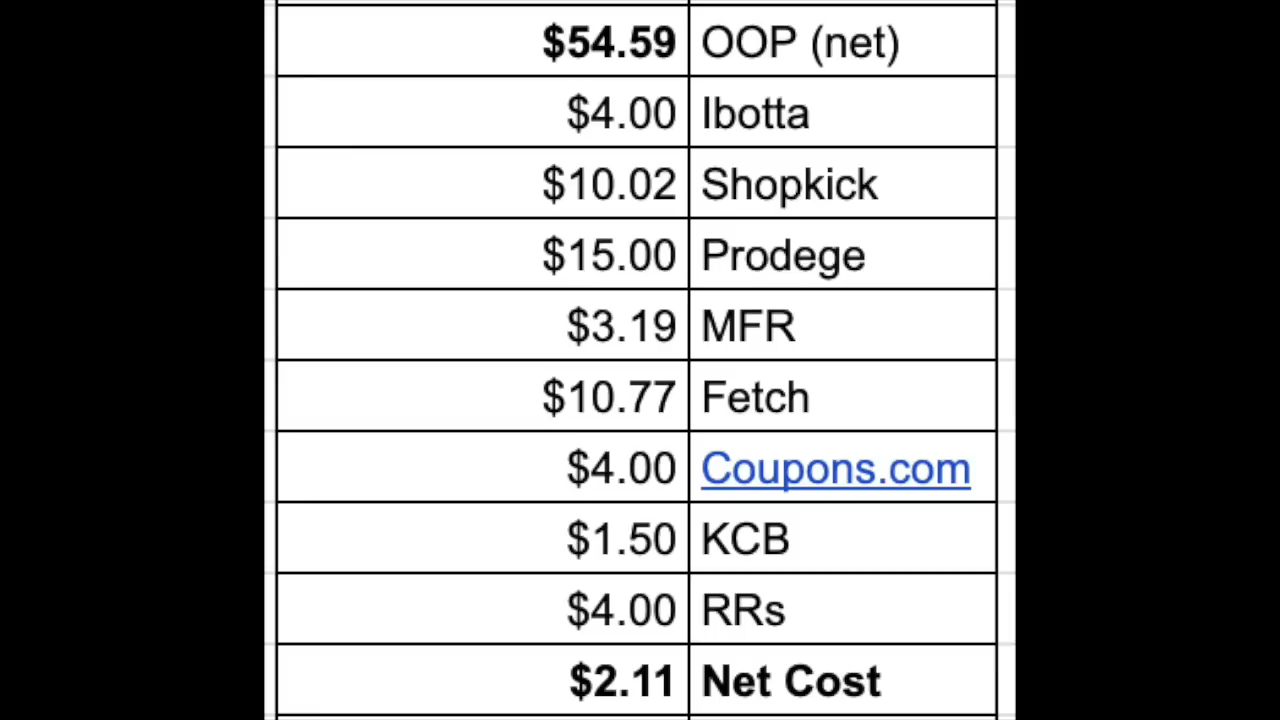 $54.59 OOP (net)
$4.00 Ibotta
$10.02 Shopkick
$15.00 Prodege
$3.19 MFR
$10.77 Fetch
$4.00 Coupons.com
$1.50 KCB
$4.00 RRs
$2.11 Net Cost